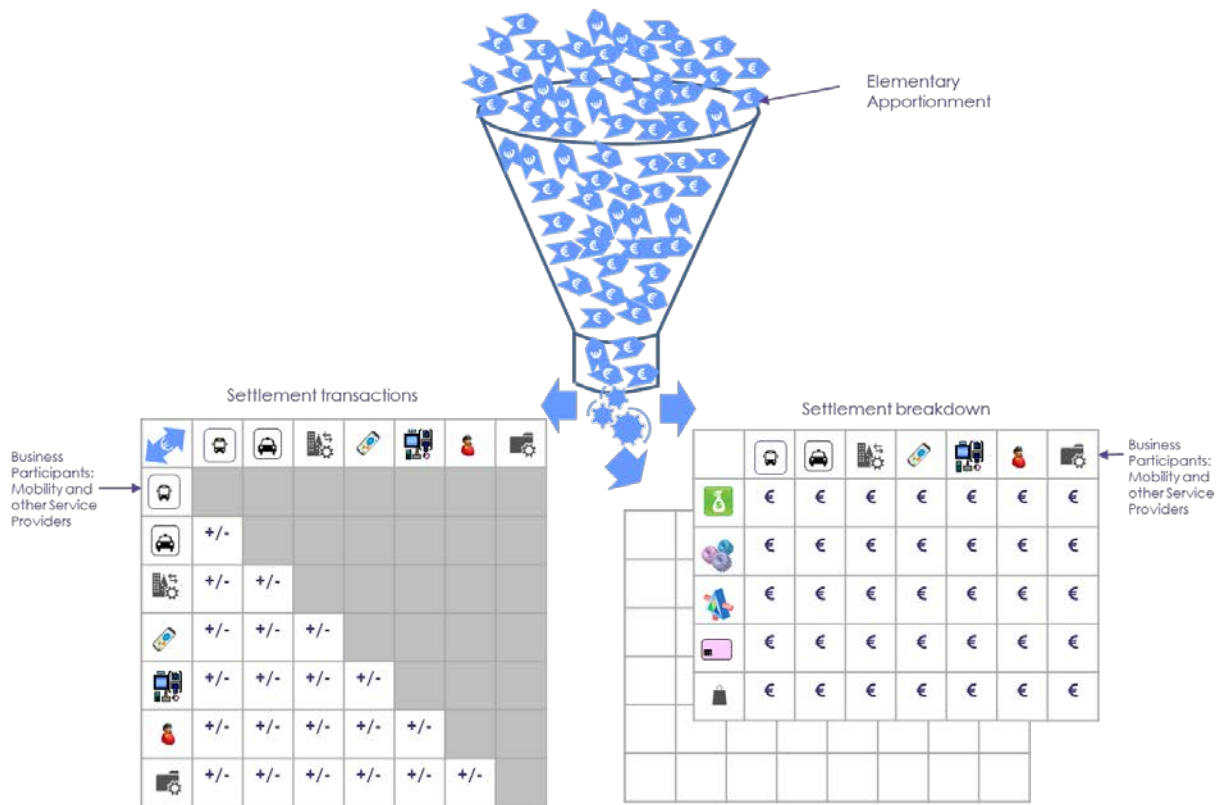 Elementary
Apportionment
Settlement transactions
Business
Participants:
Mobility and
other Service
Providers
+/-
+/- +/-
+/- +/- +/-
+/- +/- +/- +/-
+/- +/- +/- +/- +/-
+/- +/- +/- +/- +/- +/-
Settlement breakdown
Business
Participants:
Mobility and
other Service
Providers
€ € € € € € €
€ € € € € € €
€ € € € € € €
€ € € € € € €
€ € € € € € €